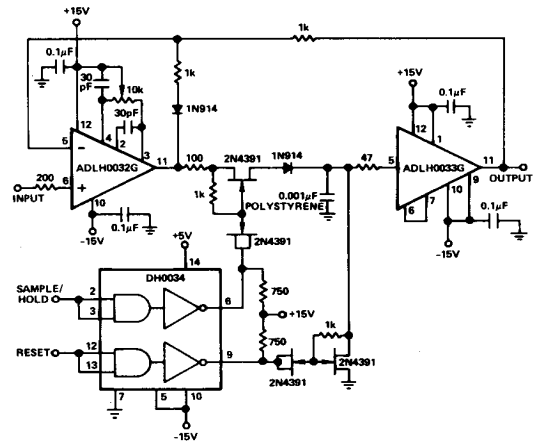 +15V
1k
0.1μF
30
pF
10k
1k
+15V
0.1μF
30pF
1N914
12
5
−
4
2
3
11
ADLH0032G
100
2N4391
1N914
47
5
12
1
ADLH0033G
11
OUTPUT
200
6
+
INPUT
10
1k
0.001μF
POLYSTYRENE
6
7
10
9
0.1μF
-15V
0.1μF
-15V
+5V
2N4391
14
DH0034
SAMPLE/
HOLD
2
3
6
750
+15V
750
1k
RESET
12
13
9
2N4391
2N4391
7
5
10
-15V